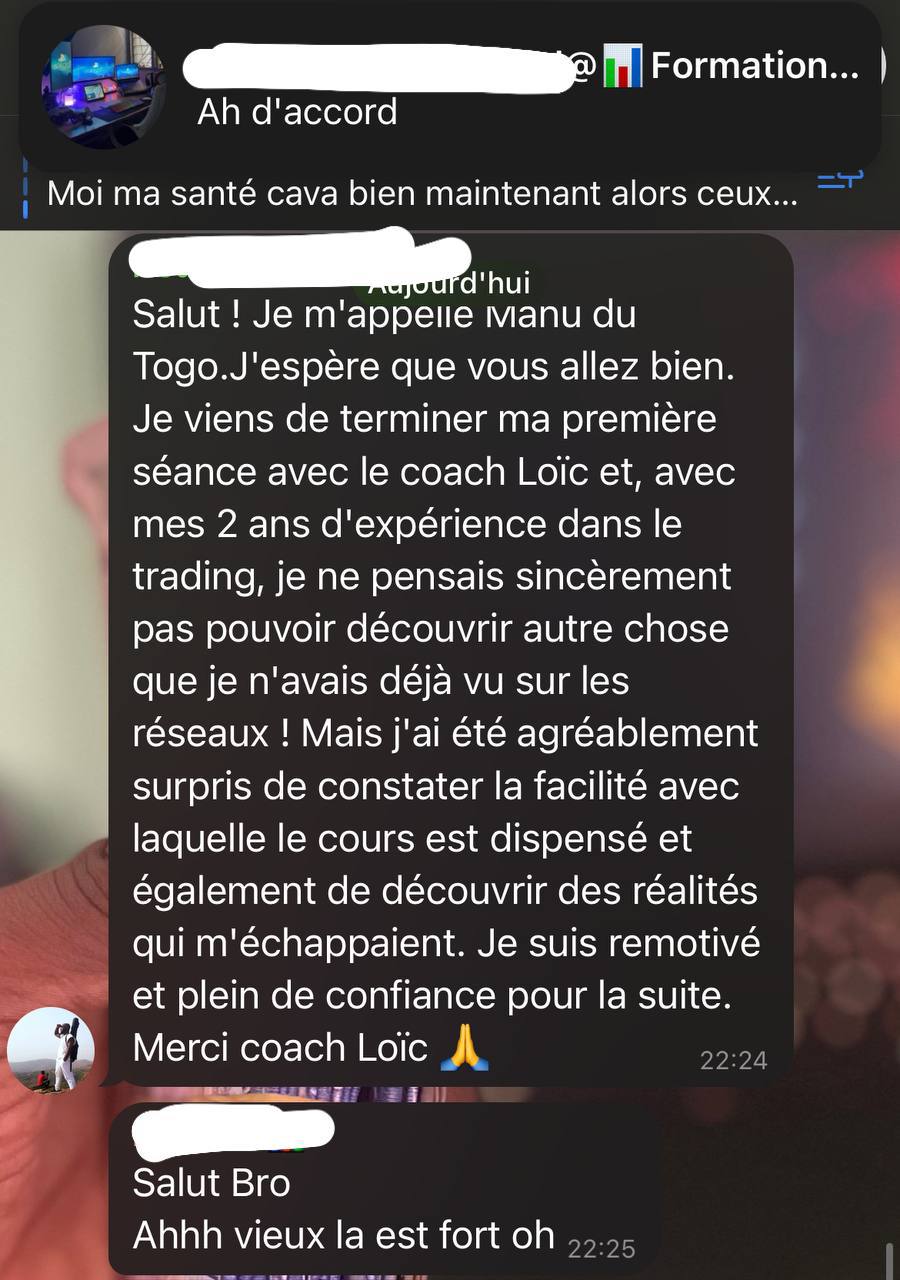 @📊 Formation...
Ah d'accord
Moi ma santé cava bien maintenant alors ceux...
Aujourd'hui
Salut ! Je m'appelle Manu du
Togo.J'espère que vous allez bien.
Je viens de terminer ma première
séance avec le coach Loïc et, avec
mes 2 ans d'expérience dans le
trading, je ne pensais sincèrement
pas pouvoir découvrir autre chose
que je n'avais déjà vu sur les
réseaux ! Mais j'ai été agréablement
surpris de constater la facilité avec
laquelle le cours est dispensé et
également de découvrir des réalités
qui m'échappaient. Je suis remotivé
et plein de confiance pour la suite.
Merci coach Loïc 🙏
22:24
Salut Bro
Ahhh vieux la est fort oh
22:25